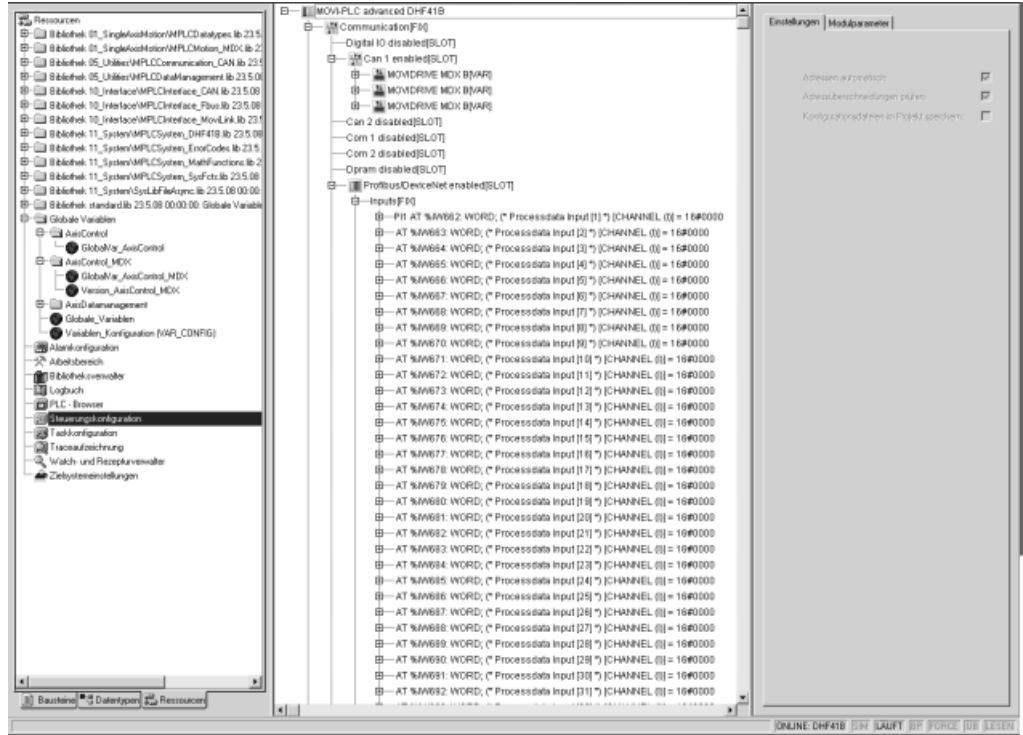 Ressourcen
Bibliothek 01_SingleAxisMotion\MPLCDatatypes.lib 23.5
Bibliothek 01_SingleAxisMotion\MPLCMotion_MDX.lib 2
Bibliothek 05_Utilities\MPLCCommunication_CAN.lib 23
Bibliothek 05_Utilities\MPLCDataManagement.lib 23.5.0
Bibliothek 10_Interface\MPLCInterface_CAN.lib 23.5.08
Bibliothek 10_Interface\MPLCInterface_Fbus.lib 23.5.08
Bibliothek 10_Interface\MPLCInterface_MoviLink.lib 23.
Bibliothek 11_System\MPLCSystem_DHF41B.lib 23.5.08
Bibliothek 11_System\MPLCSystem_ErrorCodes.lib 23.5
Bibliothek 11_System\MPLCSystem_MathFunctions.lib 2
Bibliothek 11_System\MPLCSystem_SysFcts.lib 23.5.08
Bibliothek 11_System\SysLibFileAsync.lib 23.5.08 00:00:
Bibliothek standard.lib 23.5.08 00:00:00: Globale Variable
Globale Variablen
AxisControl
GlobalVar_AxisControl
AxisControl_MDX
GlobalVar_AxisControl_MDX
Version_AxisControl_MDX
AxisDatamanagement
Globale_Variablen
Variablen_Konfiguration (VAR_CONFIG)
Alarmkonfiguration
Arbeitsbereich
Bibliotheksverwalter
Logbuch
PLC - Browser
Steuerungskonfiguration
Taskkonfiguration
Traceaufzeichnung
Watch- und Rezepturverwalter
Zielsystemeinstellungen
Bausteine
Datentypen
Ressourcen
MOVI-PLC advanced DHF41B
Communication[FIX]
Digital IO disabled[SLOT]
Can 1 enabled[SLOT]
MOVIDRIVE MDX B[VAR]
MOVIDRIVE MDX B[VAR]
MOVIDRIVE MDX B[VAR]
Can 2 disabled[SLOT]
Com 1 disabled[SLOT]
Com 2 disabled[SLOT]
Dpram disabled[SLOT]
Profibus/DeviceNet enabled[SLOT]
Inputs[FIX]
PI1 AT %IW662: WORD; (* Processdata Input [1] *) [CHANNEL (I)] = 16#0000
AT %IW663: WORD; (* Processdata Input [2] *) [CHANNEL (I)] = 16#0000
AT %IW664: WORD; (* Processdata Input [3] *) [CHANNEL (I)] = 16#0000
AT %IW665: WORD; (* Processdata Input [4] *) [CHANNEL (I)] = 16#0000
AT %IW666: WORD; (* Processdata Input [5] *) [CHANNEL (I)] = 16#0000
AT %IW667: WORD; (* Processdata Input [6] *) [CHANNEL (I)] = 16#0000
AT %IW668: WORD; (* Processdata Input [7] *) [CHANNEL (I)] = 16#0000
AT %IW669: WORD; (* Processdata Input [8] *) [CHANNEL (I)] = 16#0000
AT %IW670: WORD; (* Processdata Input [9] *) [CHANNEL (I)] = 16#0000
AT %IW671: WORD; (* Processdata Input [10] *) [CHANNEL (I)] = 16#0000
AT %IW672: WORD; (* Processdata Input [11] *) [CHANNEL (I)] = 16#0000
AT %IW673: WORD; (* Processdata Input [12] *) [CHANNEL (I)] = 16#0000
AT %IW674: WORD; (* Processdata Input [13] *) [CHANNEL (I)] = 16#0000
AT %IW675: WORD; (* Processdata Input [14] *) [CHANNEL (I)] = 16#0000
AT %IW676: WORD; (* Processdata Input [15] *) [CHANNEL (I)] = 16#0000
AT %IW677: WORD; (* Processdata Input [16] *) [CHANNEL (I)] = 16#0000
AT %IW678: WORD; (* Processdata Input [17] *) [CHANNEL (I)] = 16#0000
AT %IW679: WORD; (* Processdata Input [18] *) [CHANNEL (I)] = 16#0000
AT %IW680: WORD; (* Processdata Input [19] *) [CHANNEL (I)] = 16#0000
AT %IW681: WORD; (* Processdata Input [20] *) [CHANNEL (I)] = 16#0000
AT %IW682: WORD; (* Processdata Input [21] *) [CHANNEL (I)] = 16#0000
AT %IW683: WORD; (* Processdata Input [22] *) [CHANNEL (I)] = 16#0000
AT %IW684: WORD; (* Processdata Input [23] *) [CHANNEL (I)] = 16#0000
AT %IW685: WORD; (* Processdata Input [24] *) [CHANNEL (I)] = 16#0000
AT %IW686: WORD; (* Processdata Input [25] *) [CHANNEL (I)] = 16#0000
AT %IW687: WORD; (* Processdata Input [26] *) [CHANNEL (I)] = 16#0000
AT %IW688: WORD; (* Processdata Input [27] *) [CHANNEL (I)] = 16#0000
AT %IW689: WORD; (* Processdata Input [28] *) [CHANNEL (I)] = 16#0000
AT %IW690: WORD; (* Processdata Input [29] *) [CHANNEL (I)] = 16#0000
AT %IW691: WORD; (* Processdata Input [30] *) [CHANNEL (I)] = 16#0000
AT %IW692: WORD; (* Processdata Input [31] *) [CHANNEL (I)] = 16#0000
Einstellungen
Modulparameter
Adressen automatisch:
Adressüberschneidungen prüfen:
Konfigurationsdateien im Projekt speichern:
ONLINE: DHF41B SIM LÄUFT BP FORCE ÜB LESEN